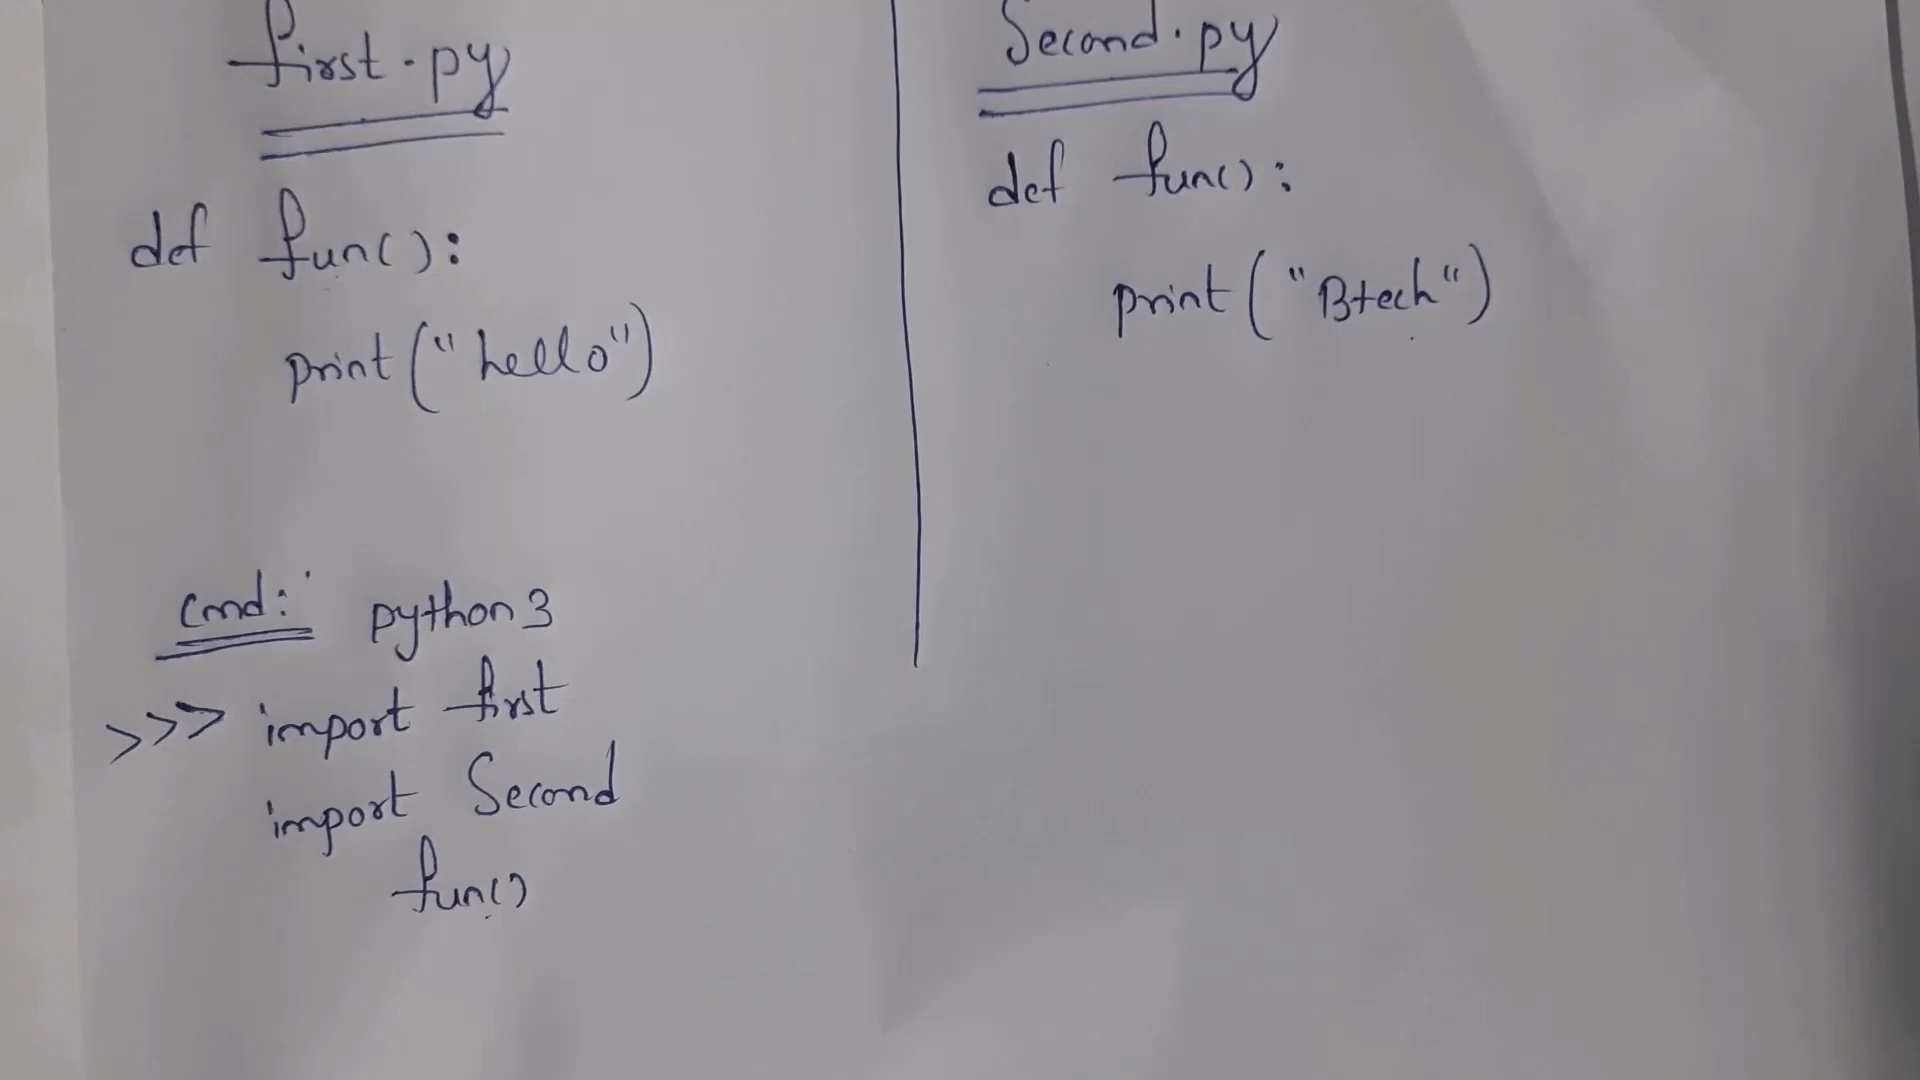 first.py
def fun():
print("hello")
Second.py
def fun():
print("Btech")
cmd: python3
>>> import first
import Second
fun()